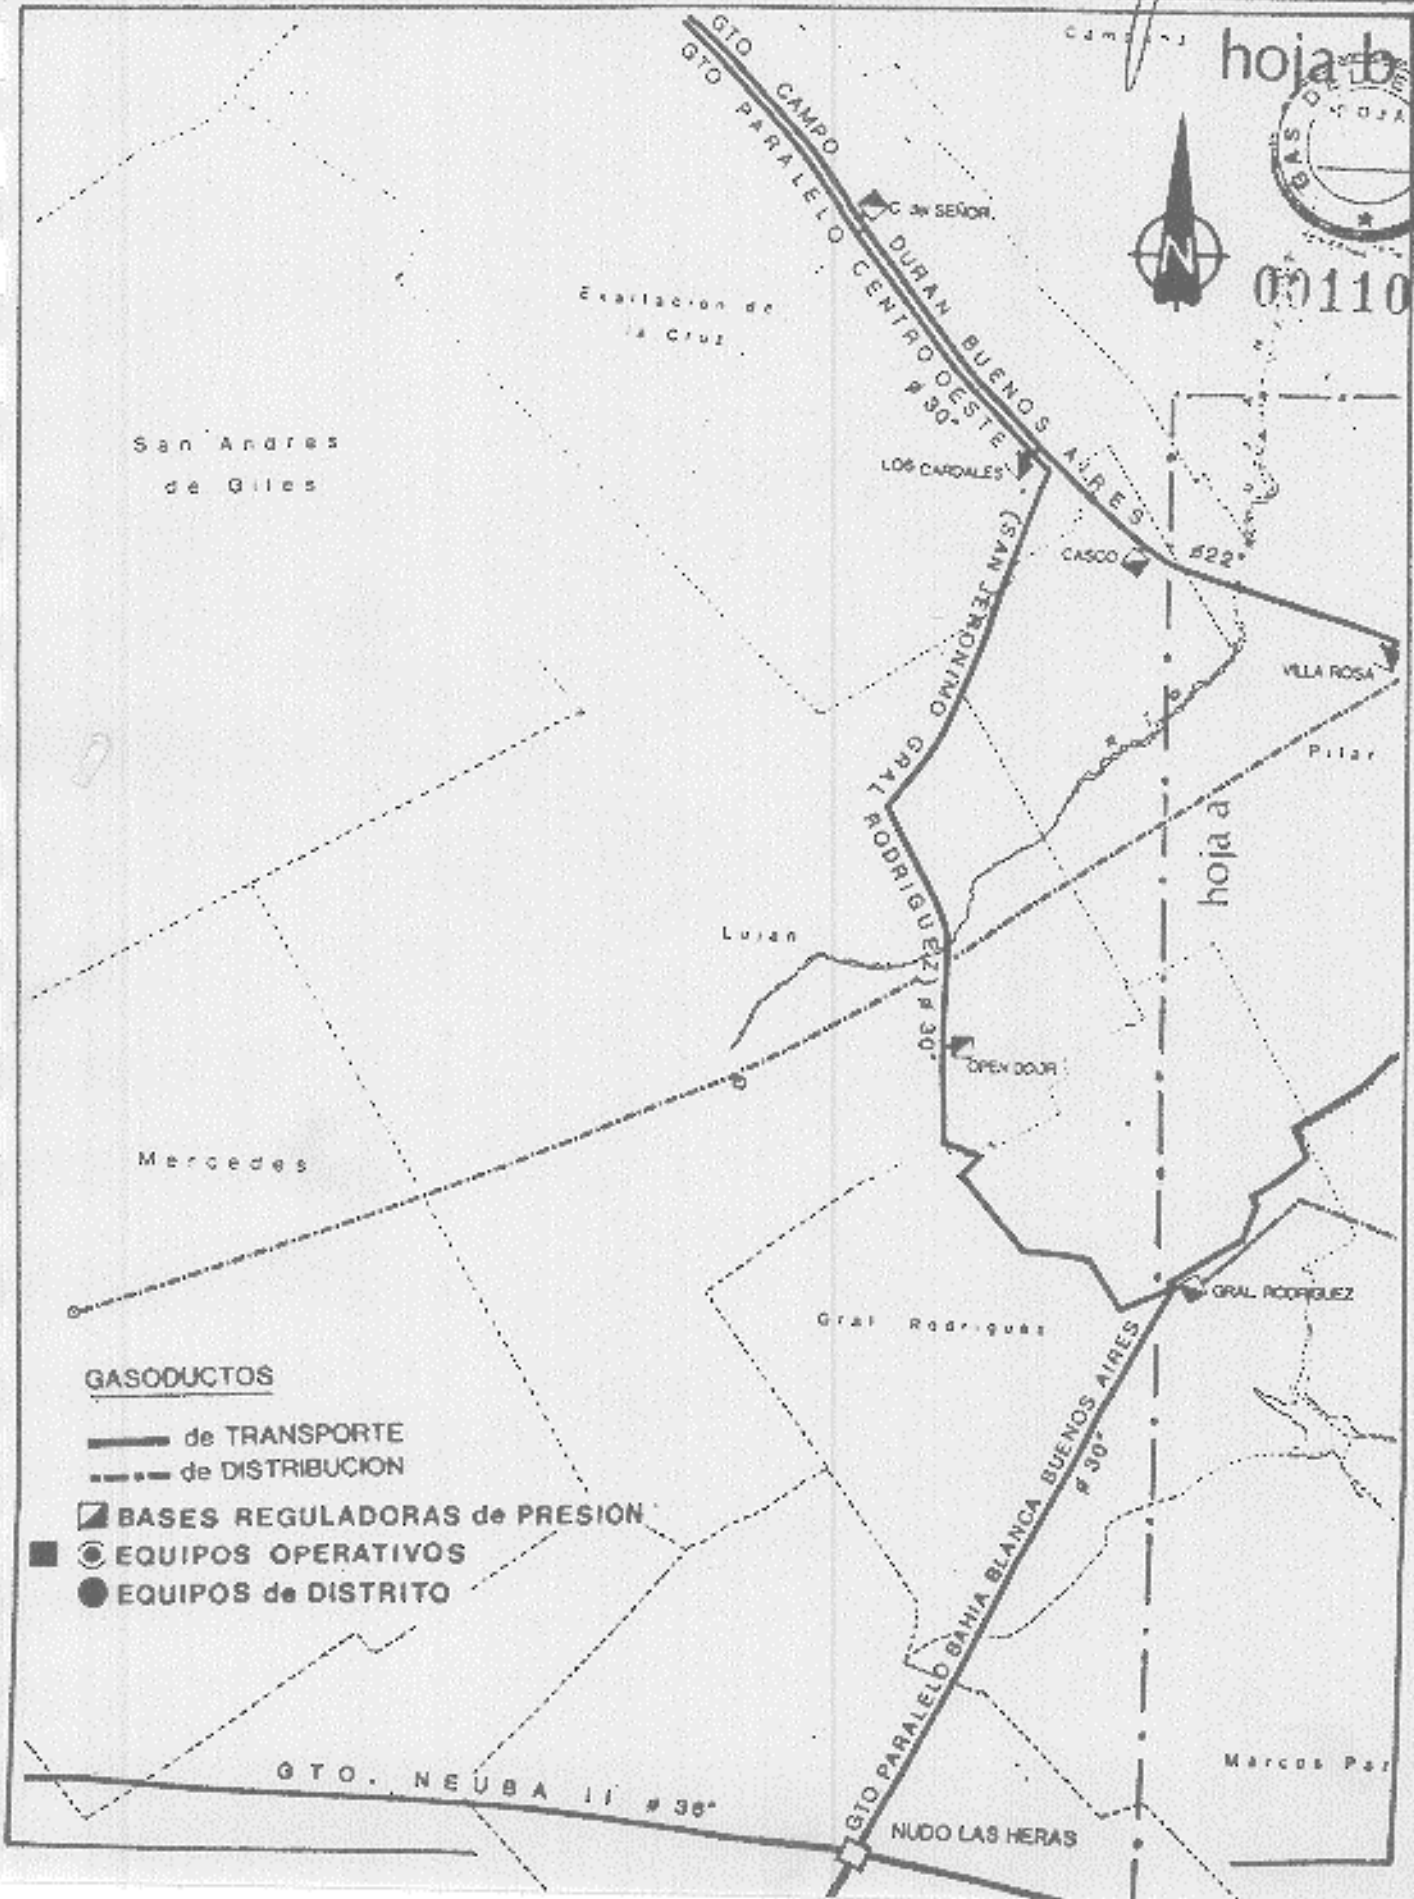 hoja b
GAS DE
00110
N
GTO CAMPO DURAN BUENOS AIRES
ø22"
GTO PARALELO CENTRO OESTE
ø 30"
C. de SEÑOR.
Exaltacion de
la Cruz
San Andres
de Giles
LOS CARDALES
CASCO
VILLA ROSA
(SAN JERONIMO GRAL RODRIGUEZ) ø 30"
Pilar
hoja a
Lujan
OPEN DOOR
Mercedes
GRAL RODRIGUEZ
Gral Rodriguez
GASODUCTOS
de TRANSPORTE
de DISTRIBUCION
BASES REGULADORAS de PRESION
EQUIPOS OPERATIVOS
EQUIPOS de DISTRITO
GTO PARALELO BAHIA BLANCA BUENOS AIRES
ø 30"
Marcos Paz
GTO. NEUBA II ø 36"
NUDO LAS HERAS